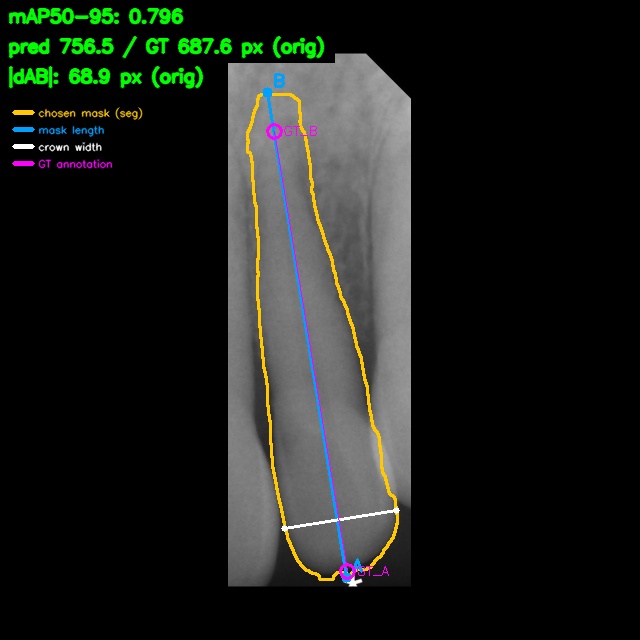 mAP50-95: 0.796
pred 756.5 / GT 687.6 px (orig)
|dAB|: 68.9 px (orig)
chosen mask (seg)
mask length
crown width
GT annotation
B
GT_B
A
GT_A